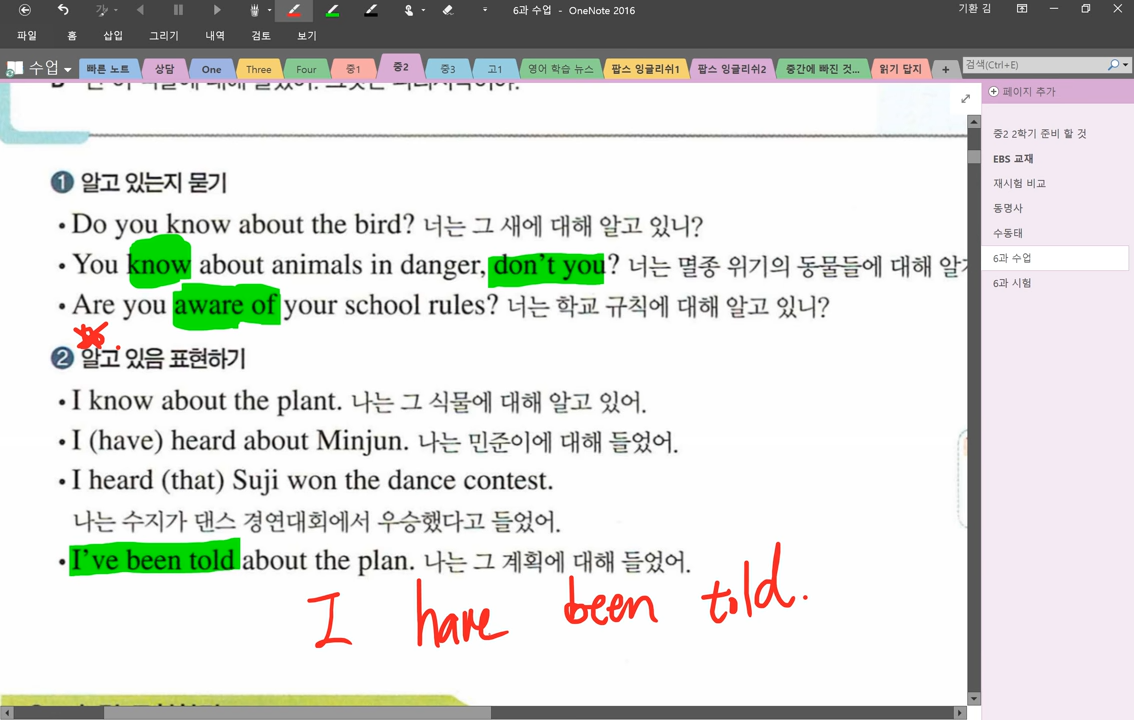 6과 수업 - OneNote 2016
기환 김
파일 홈 삽입 그리기 내역 검토 보기
수업 빠른 노트 상담 One Three Four 중1 중2 중3 고1 영어 학습 뉴스 팝스 잉글리쉬1 팝스 잉글리쉬2 중간에 빠진 것... 읽기 답지 + 검색(Ctrl+E)
페이지 추가
중2 2학기 준비 할 것
EBS 교재
재시험 비교
동명사
수동태
6과 수업
6과 시험
1 알고 있는지 묻기
• Do you know about the bird? 너는 그 새에 대해 알고 있니?
• You know about animals in danger, don't you? 너는 멸종 위기의 동물들에 대해 알
• Are you aware of your school rules? 너는 학교 규칙에 대해 알고 있니?
2 알고 있음 표현하기
• I know about the plant. 나는 그 식물에 대해 알고 있어.
• I (have) heard about Minjun. 나는 민준이에 대해 들었어.
• I heard (that) Suji won the dance contest.
나는 수지가 댄스 경연대회에서 우승했다고 들었어.
• I've been told about the plan. 나는 그 계획에 대해 들었어.
I have been told.